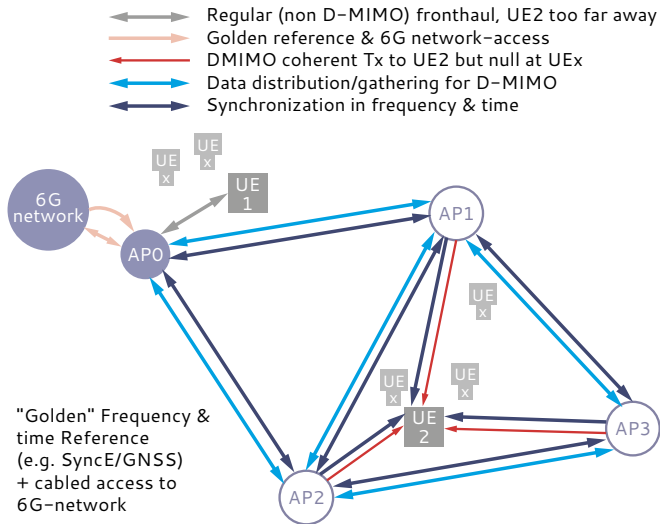 Regular (non D-MIMO) fronthaul, UE2 too far away
Golden reference & 6G network-access
DMIMO coherent Tx to UE2 but null at UEx
Data distribution/gathering for D-MIMO
Synchronization in frequency & time
UE
x
UE
x
UE
1
6G
network
AP0
AP1
UE
x
UE
x
UE
x
UE
2
AP3
AP2
"Golden" Frequency &
time Reference
(e.g. SyncE/GNSS)
+ cabled access to
6G-network